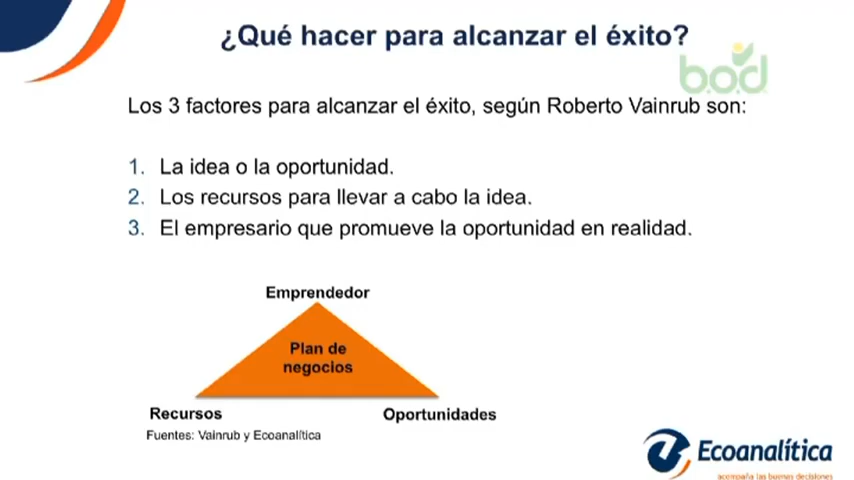 ¿Qué hacer para alcanzar el éxito?
b.o.d
Los 3 factores para alcanzar el éxito, según Roberto Vainrub son:
1. La idea o la oportunidad.
2. Los recursos para llevar a cabo la idea.
3. El empresario que promueve la oportunidad en realidad.
Emprendedor
Plan de
negocios
Recursos
Oportunidades
Fuentes: Vainrub y Ecoanalítica
Ecoanalítica
acompaña las buenas decisiones